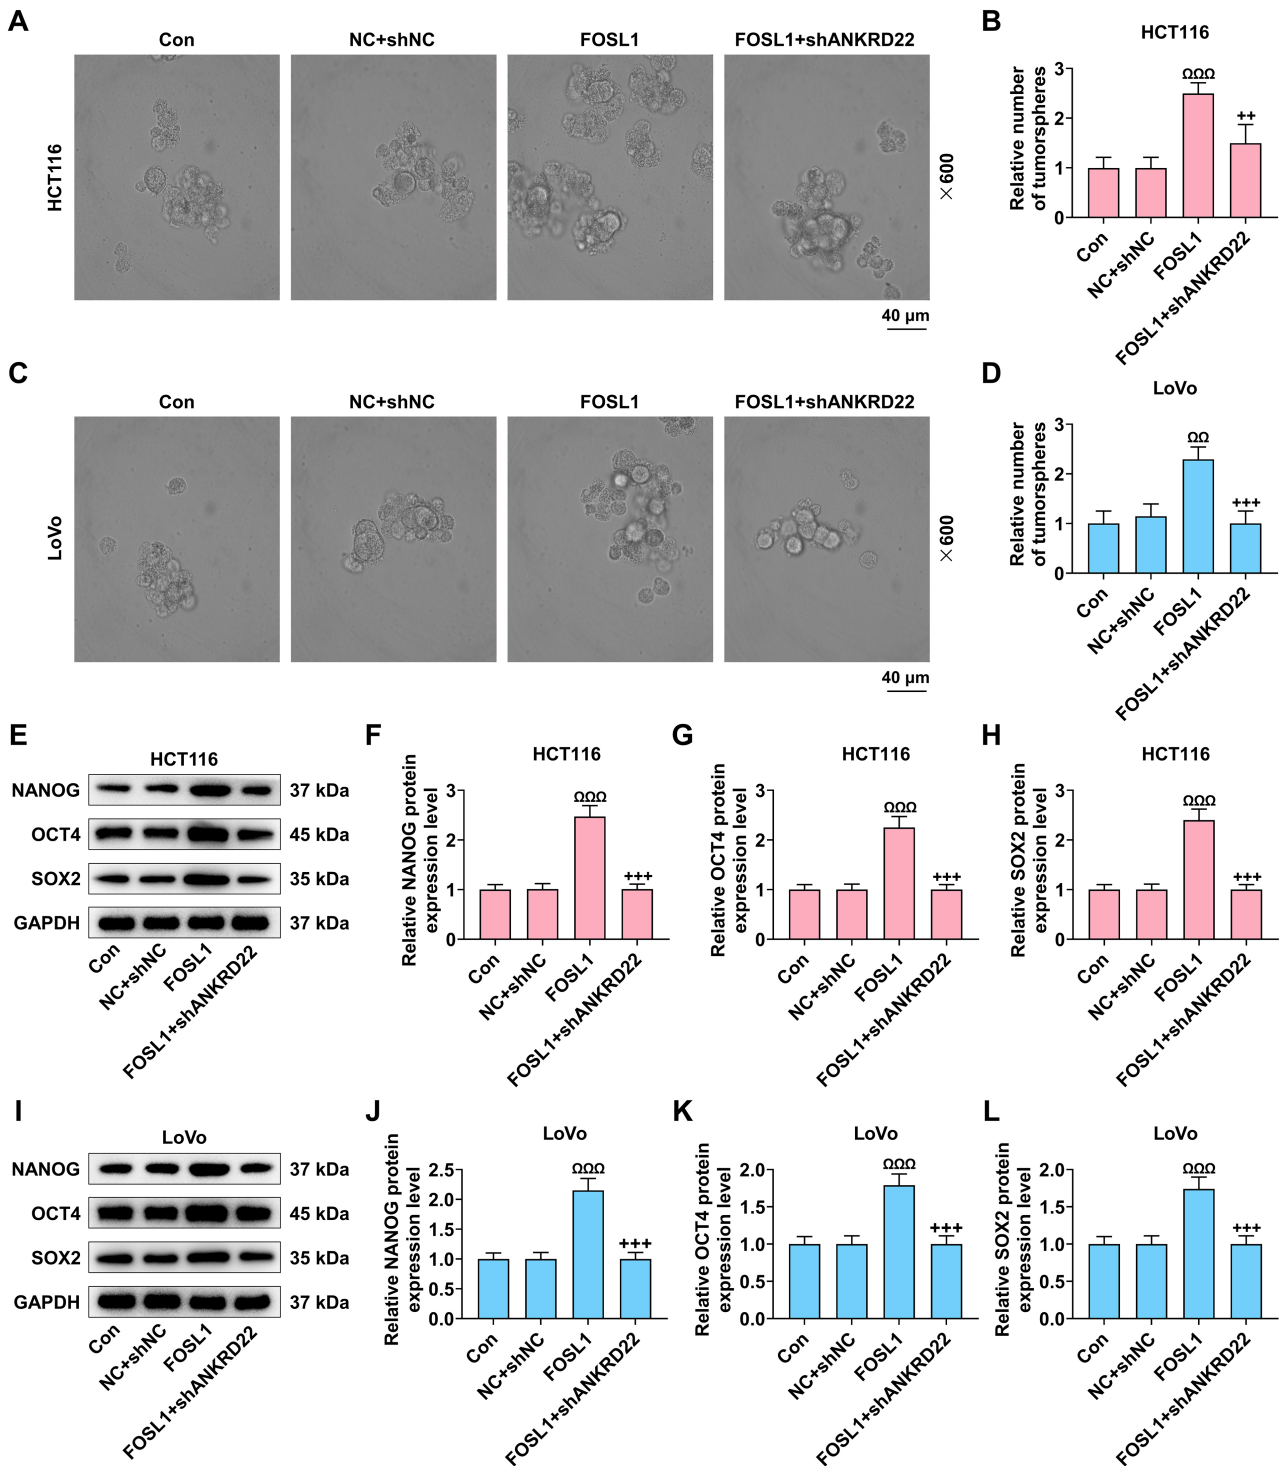 A
Con
NC+shNC
FOSL1
FOSL1+shANKRD22
HCT116
×600
40 μm
B
HCT116
Relative number
of tumorspheres
3
2
1
0
ΩΩΩ
++
Con
NC+shNC
FOSL1
FOSL1+shANKRD22
C
Con
NC+shNC
FOSL1
FOSL1+shANKRD22
LoVo
×600
40 μm
D
LoVo
Relative number
of tumorspheres
3
2
1
0
ΩΩ
+++
Con
NC+shNC
FOSL1
FOSL1+shANKRD22
E
HCT116
NANOG 37 kDa
OCT4 45 kDa
SOX2 35 kDa
GAPDH 37 kDa
Con
NC+shNC
FOSL1
FOSL1+shANKRD22
F
HCT116
Relative NANOG protein
expression level
3
2
1
0
ΩΩΩ
+++
Con
NC+shNC
FOSL1
FOSL1+shANKRD22
G
HCT116
Relative OCT4 protein
expression level
3
2
1
0
ΩΩΩ
+++
Con
NC+shNC
FOSL1
FOSL1+shANKRD22
H
HCT116
Relative SOX2 protein
expression level
3
2
1
0
ΩΩΩ
+++
Con
NC+shNC
FOSL1
FOSL1+shANKRD22
I
LoVo
NANOG 37 kDa
OCT4 45 kDa
SOX2 35 kDa
GAPDH 37 kDa
Con
NC+shNC
FOSL1
FOSL1+shANKRD22
J
LoVo
Relative NANOG protein
expression level
2.5
2.0
1.5
1.0
0.5
0.0
ΩΩΩ
+++
Con
NC+shNC
FOSL1
FOSL1+shANKRD22
K
LoVo
Relative OCT4 protein
expression level
2.0
1.5
1.0
0.5
0.0
ΩΩΩ
+++
Con
NC+shNC
FOSL1
FOSL1+shANKRD22
L
LoVo
Relative SOX2 protein
expression level
2.0
1.5
1.0
0.5
0.0
ΩΩΩ
+++
Con
NC+shNC
FOSL1
FOSL1+shANKRD22